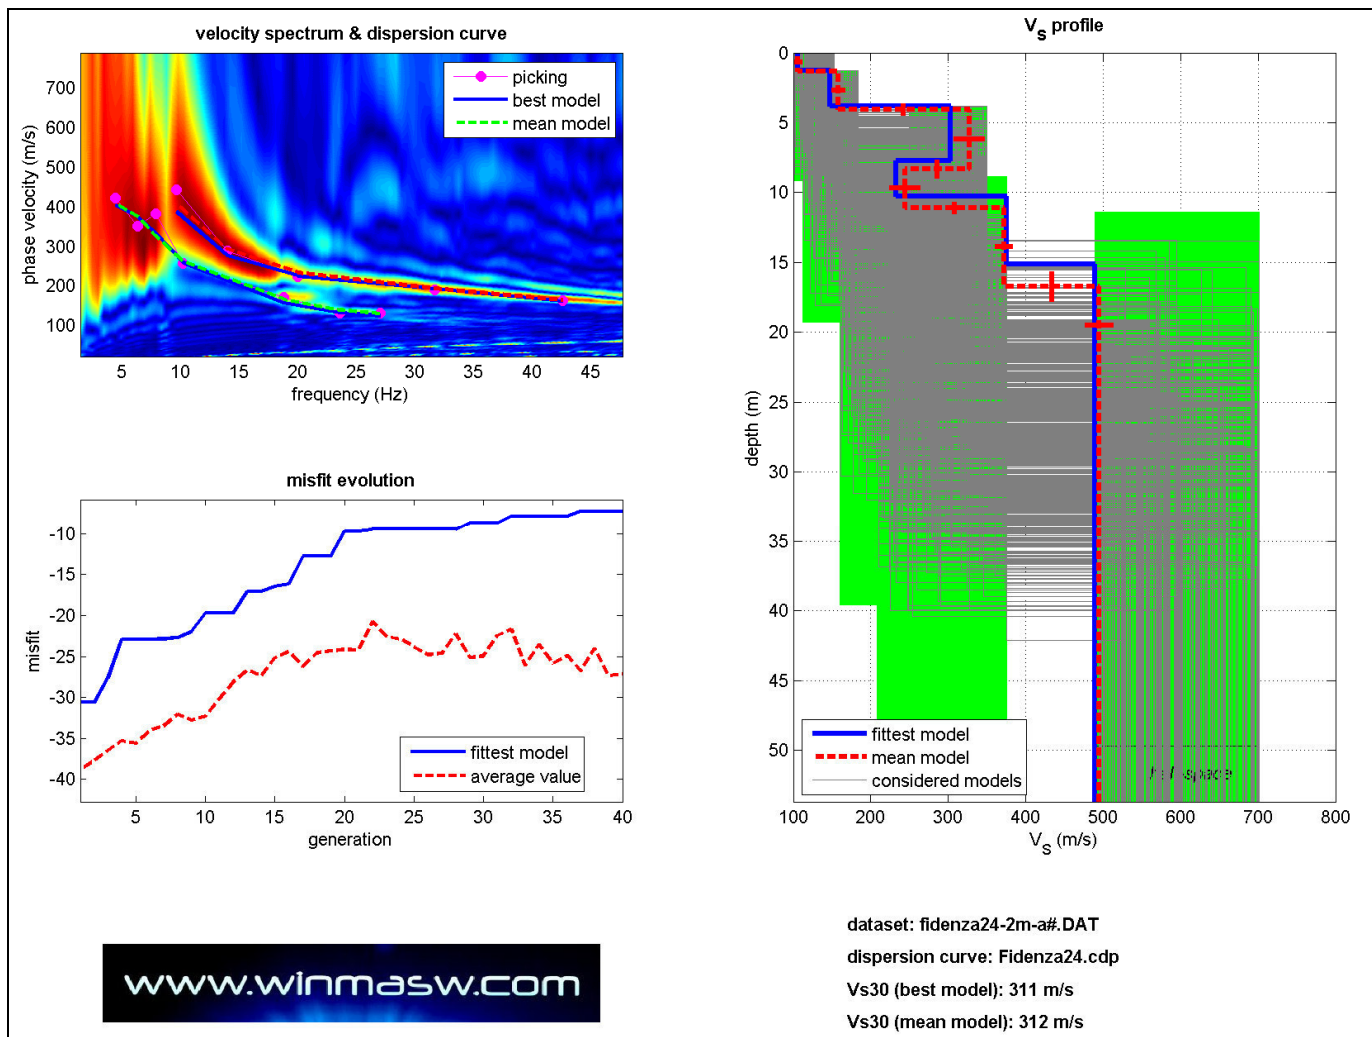 velocity spectrum & dispersion curve
700
600
500
400
300
200
100
phase velocity (m/s)
picking
best model
mean model
5 10 15 20 25 30 35 40 45
frequency (Hz)
misfit evolution
-10
-15
-20
-25
-30
-35
-40
misfit
fittest model
average value
5 10 15 20 25 30 35 40
generation
www.winmasw.com
VS profile
0
5
10
15
20
25
30
35
40
45
50
depth (m)
fittest model
mean model
considered models
half-space
100 200 300 400 500 600 700 800
VS (m/s)
dataset: fidenza24-2m-a#.DAT
dispersion curve: Fidenza24.cdp
Vs30 (best model): 311 m/s
Vs30 (mean model): 312 m/s